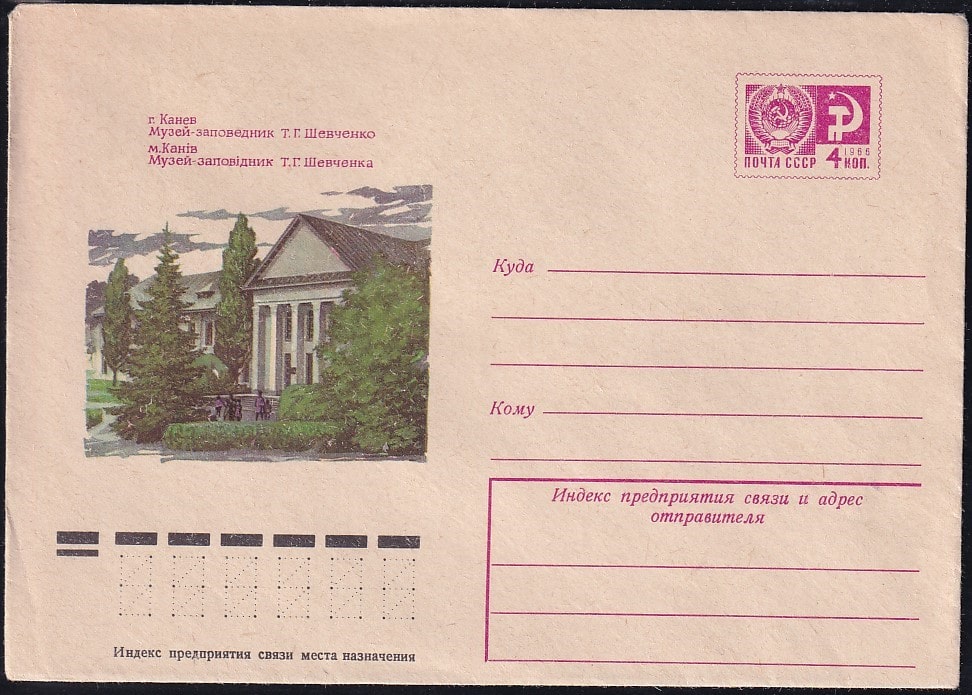 г. Канев
Музей-заповедник Т.Г. Шевченко
м. Канів
Музей-заповідник Т.Г. Шевченка
ПОЧТА СССР 4 1966 КОП.
Куда
Кому
Индекс предприятия связи и адрес
отправителя
Индекс предприятия связи места назначения